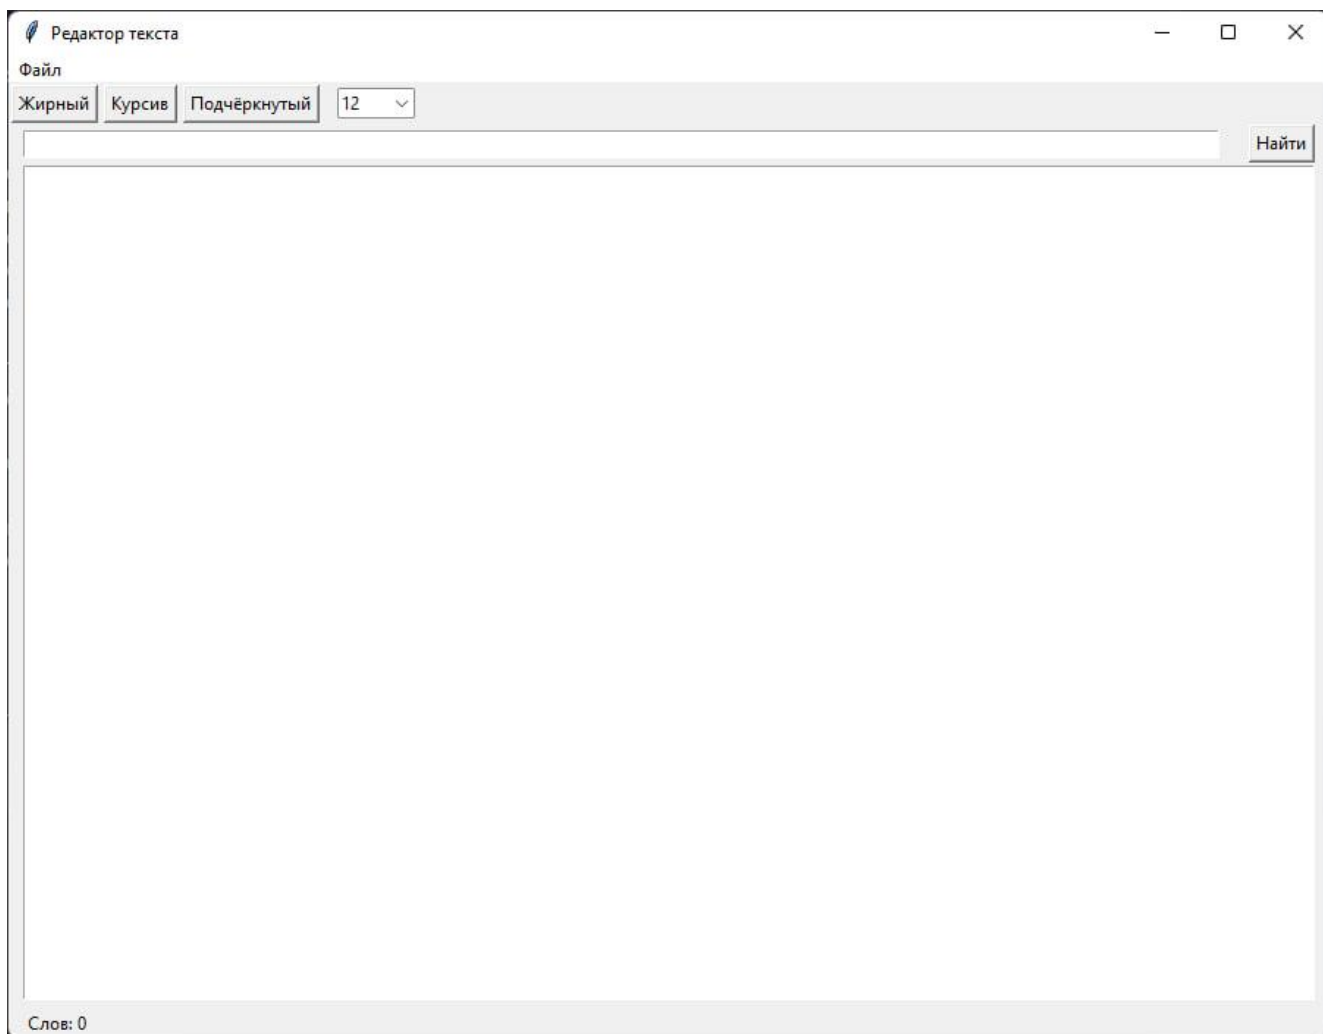 Редактор текста
Файл
Жирный Курсив Подчёркнутый 12
Найти
Слов: 0